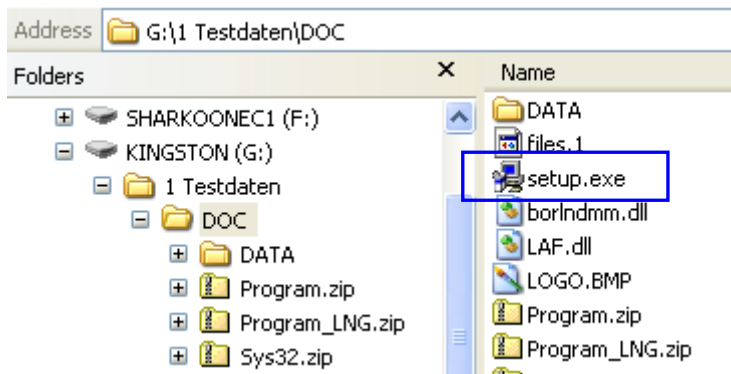 Address G:\1 Testdaten\DOC
Folders
SHARKOONEC1 (F:)
KINGSTON (G:)
1 Testdaten
DOC
DATA
Program.zip
Program_LNG.zip
Sys32.zip
Name
DATA
files.1
setup.exe
borlndmm.dll
LAF.dll
LOGO.BMP
Program.zip
Program_LNG.zip